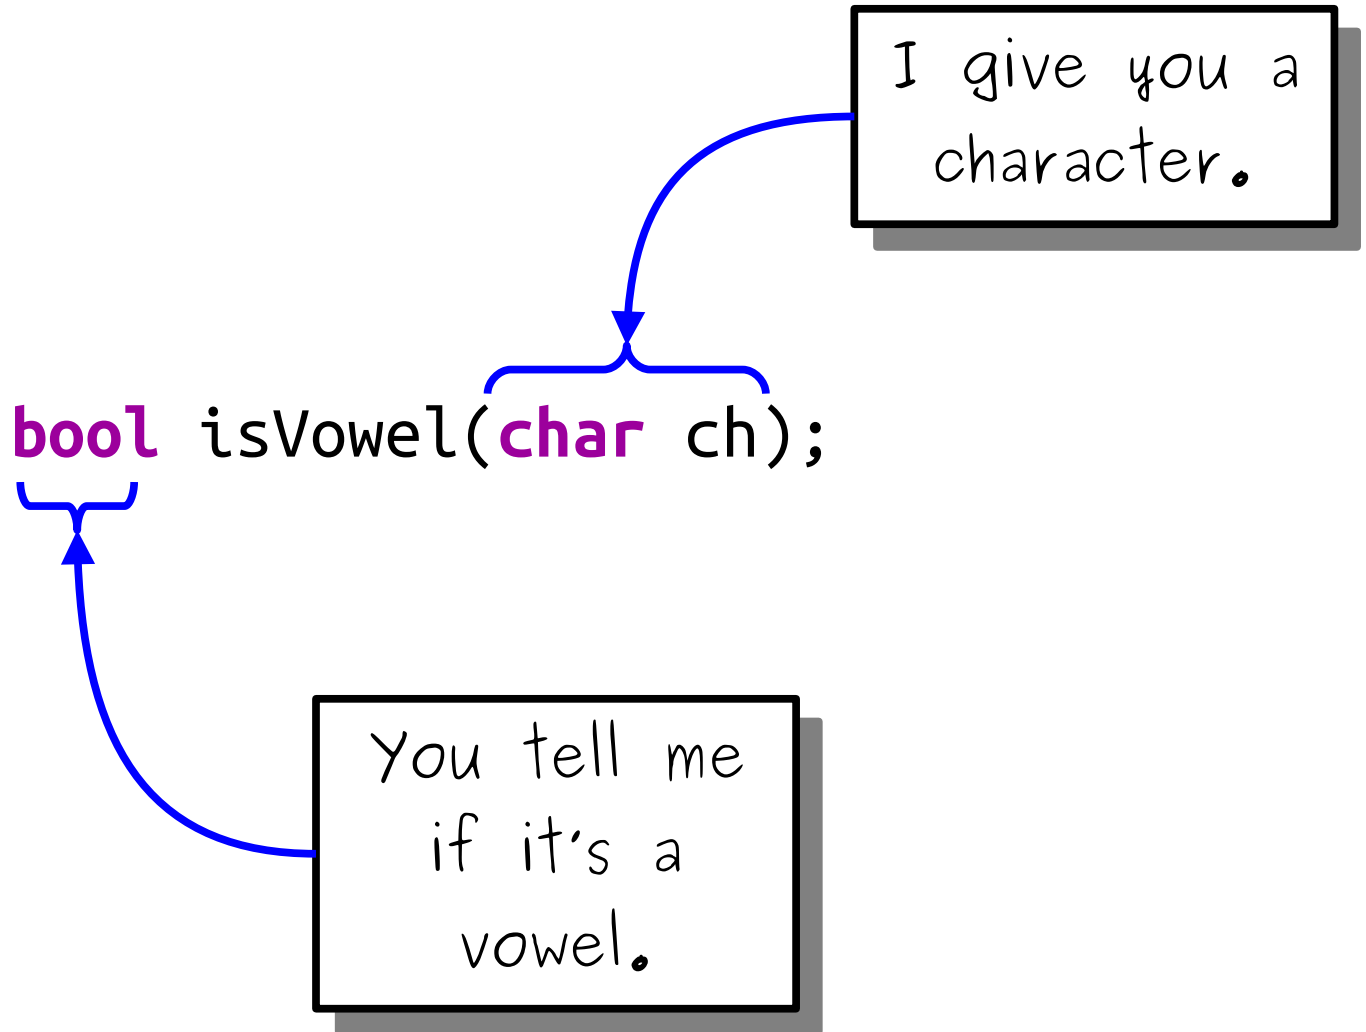 I give you a
character.
bool isVowel(char ch);
You tell me
if it's a
vowel.